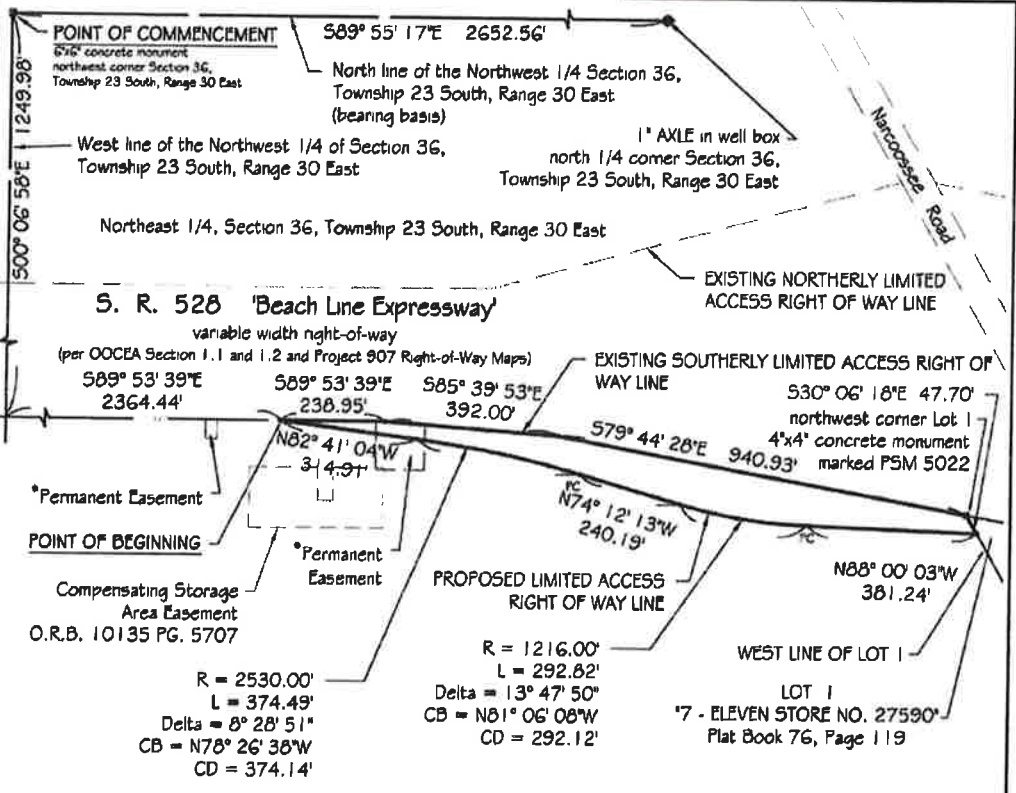 POINT OF COMMENCEMENT
6"x6" concrete monument
northwest corner Section 36,
Township 23 South, Range 30 East
S89° 55' 17"E 2652.56'
North line of the Northwest 1/4 Section 36,
Township 23 South, Range 30 East
(bearing basis)
S00° 06' 58"E 1249.98'
West line of the Northwest 1/4 of Section 36,
Township 23 South, Range 30 East
1" AXLE in well box
north 1/4 corner Section 36,
Township 23 South, Range 30 East
Narcoossee Road
Northeast 1/4, Section 36, Township 23 South, Range 30 East
EXISTING NORTHERLY LIMITED
ACCESS RIGHT OF WAY LINE
S. R. 528 'Beach Line Expressway'
variable width right-of-way
(per OOCEA Section 1.1 and 1.2 and Project 907 Right-of-Way Maps)
EXISTING SOUTHERLY LIMITED ACCESS RIGHT OF
WAY LINE
S89° 53' 39"E
2364.44'
S89° 53' 39"E
238.95'
S85° 39' 53"E
392.00'
S79° 44' 28"E 940.93'
S30° 06' 18"E 47.70'
northwest corner Lot 1
4"x4" concrete monument
marked PSM 5022
N82° 41' 04"W
314.91'
*Permanent Easement
POINT OF BEGINNING
*Permanent
Easement
PC
N74° 12' 13"W
240.19'
PC
N88° 00' 03"W
381.24'
Compensating Storage
Area Easement
O.R.B. 10135 PG. 5707
PROPOSED LIMITED ACCESS
RIGHT OF WAY LINE
R = 2530.00'
L = 374.49'
Delta = 8° 28' 51"
CB = N78° 26' 38"W
CD = 374.14'
R = 1216.00'
L = 292.82'
Delta = 13° 47' 50"
CB = N81° 06' 08"W
CD = 292.12'
WEST LINE OF LOT 1
LOT 1
"7 - ELEVEN STORE NO. 27590"
Plat Book 76, Page 119